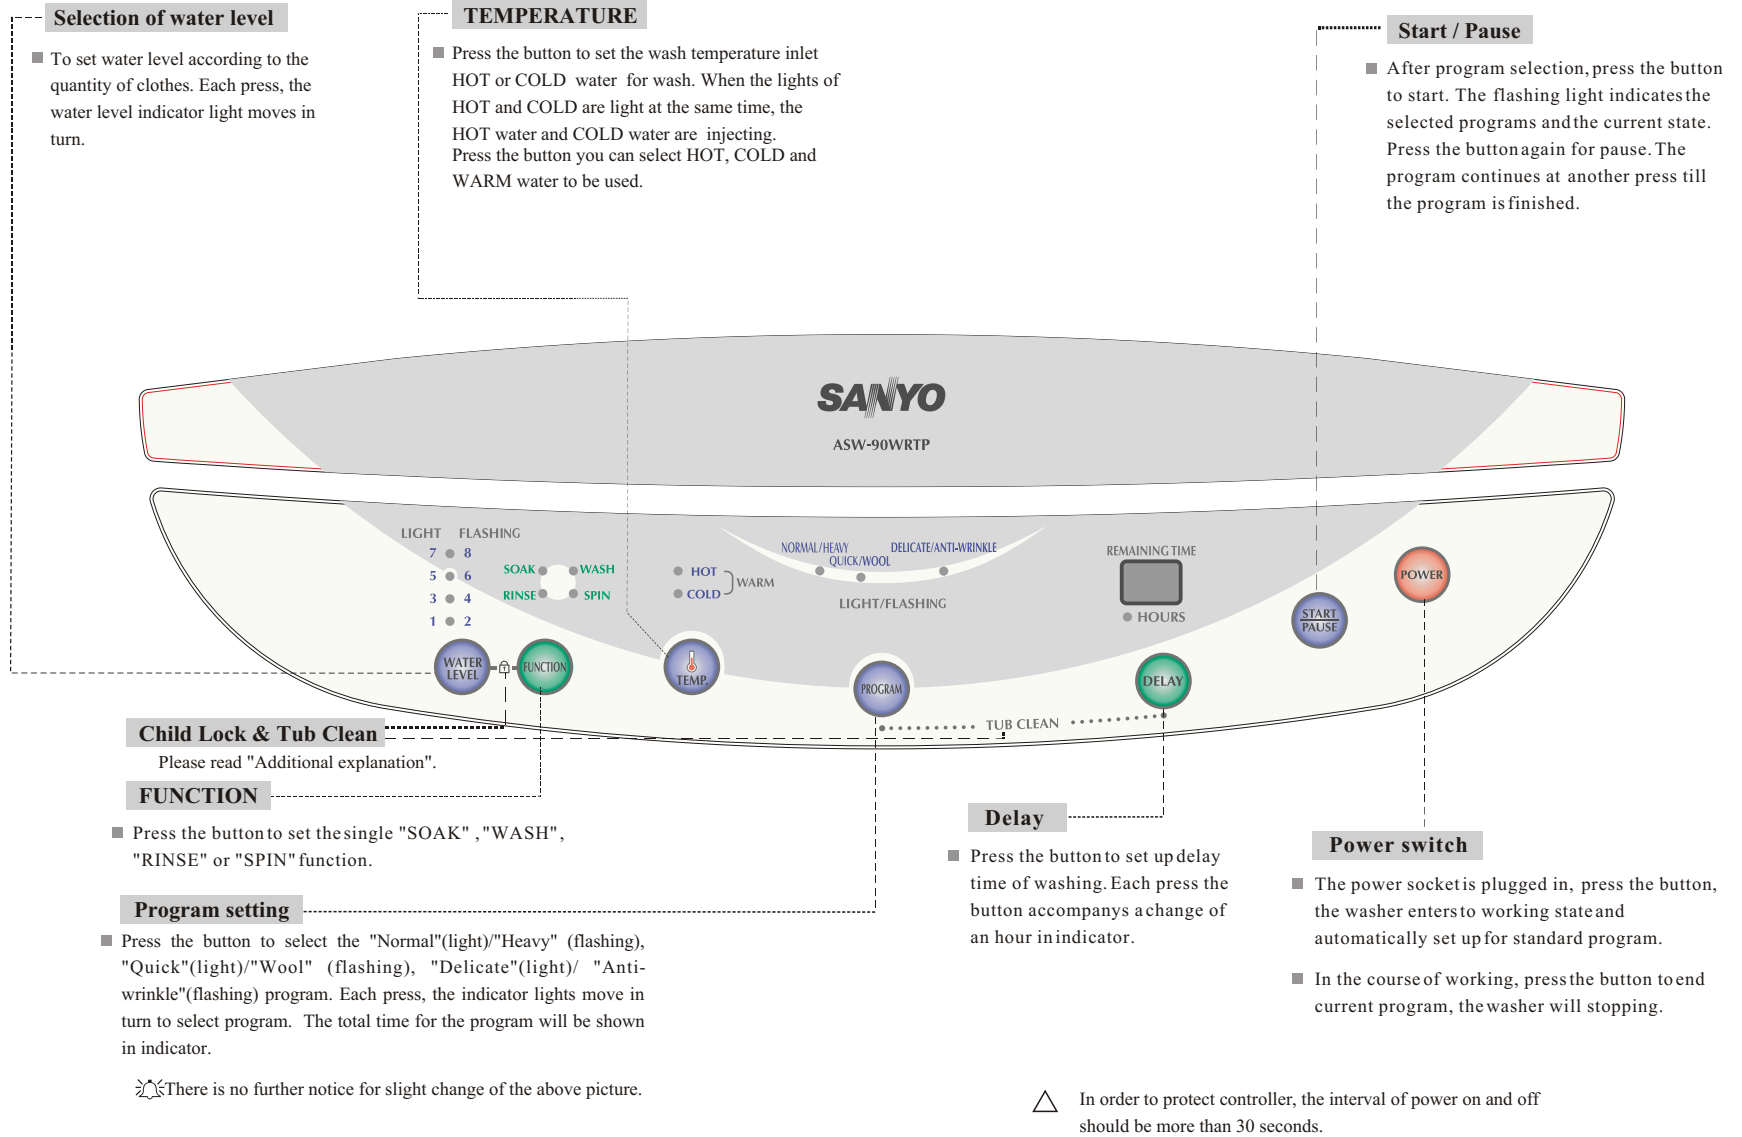 Selection of water level
To set water level according to the
quantity of clothes. Each press, the
water level indicator light moves in
turn.
TEMPERATURE
Press the button to set the wash temperature inlet
HOT or COLD water for wash. When the lights of
HOT and COLD are light at the same time, the
HOT water and COLD water are injecting.
Press the button you can select HOT, COLD and
WARM water to be used.
Start / Pause
After program selection, press the button
to start. The flashing light indicates the
selected programs and the current state.
Press the button again for pause. The
program continues at another press till
the program is finished.
SANYO
ASW-90WRTP
LIGHT FLASHING
7 8
5 6
3 4
1 2
SOAK WASH
RINSE SPIN
HOT
COLD
WARM
NORMAL/HEAVY
QUICK/WOOL
DELICATE/ANTI-WRINKLE
LIGHT/FLASHING
REMAINING TIME
HOURS
WATER
LEVEL
FUNCTION
TEMP.
PROGRAM
DELAY
START
PAUSE
POWER
TUB CLEAN
Child Lock & Tub Clean
Please read "Additional explanation".
FUNCTION
Press the button to set the single "SOAK" , "WASH",
"RINSE" or "SPIN" function.
Program setting
Press the button to select the "Normal"(light)/"Heavy" (flashing),
"Quick"(light)/"Wool" (flashing), "Delicate"(light)/ "Anti-
wrinkle"(flashing) program. Each press, the indicator lights move in
turn to select program. The total time for the program will be shown
in indicator.
There is no further notice for slight change of the above picture.
Delay
Press the button to set up delay
time of washing. Each press the
button accompanys a change of
an hour in indicator.
Power switch
The power socket is plugged in, press the button,
the washer enters to working state and
automatically set up for standard program.
In the course of working, press the button to end
current program, the washer will stopping.
In order to protect controller, the interval of power on and off
should be more than 30 seconds.